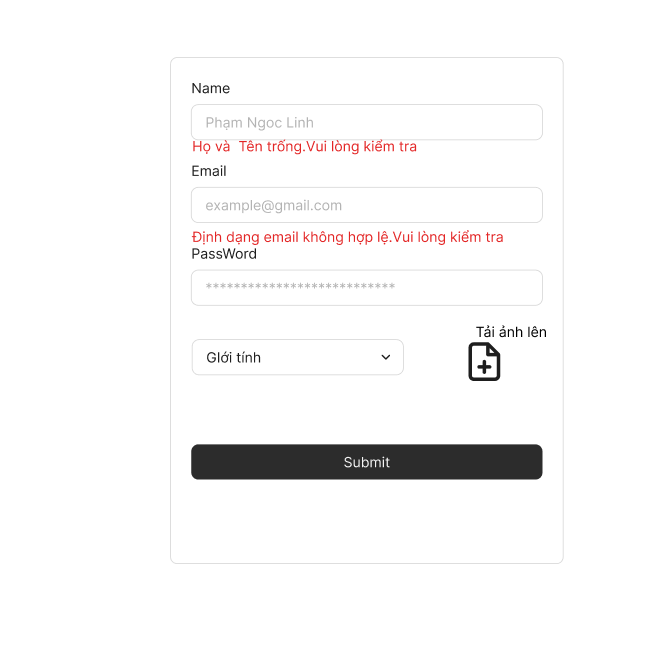 Name
Phạm Ngoc Linh
Họ và  Tên trống.Vui lòng kiểm tra
Email
example@gmail.com
Định dạng email không hợp lệ.Vui lòng kiểm tra
PassWord
***************************
Tải ảnh lên
GIới tính
Submit